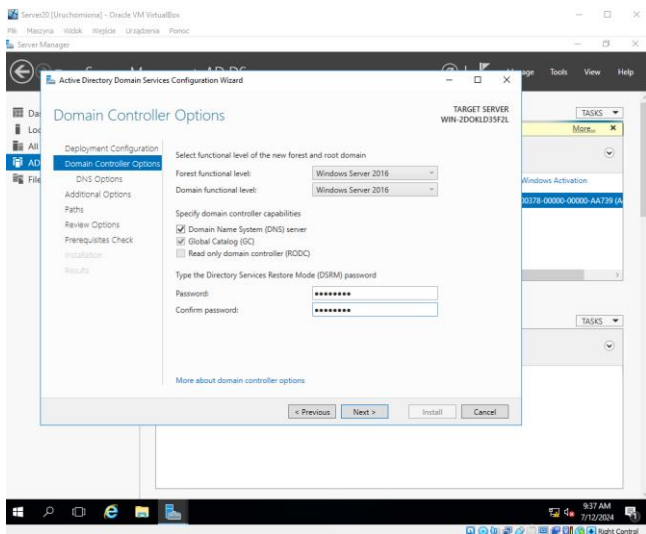 Server20 [Uruchomiona] - Oracle VM VirtualBox
Plik Maszyna Widok Wejście Urządzenia Pomoc
Server Manager
Tools View Help
Active Directory Domain Services Configuration Wizard
Domain Controller Options
TARGET SERVER
WIN-2DOKLD35F2L
TASKS
More...
Deployment Configuration
Domain Controller Options
DNS Options
Additional Options
Paths
Review Options
Prerequisites Check
Installation
Results
Select functional level of the new forest and root domain
Forest functional level: Windows Server 2016
Domain functional level: Windows Server 2016
Specify domain controller capabilities
Domain Name System (DNS) server
Global Catalog (GC)
Read only domain controller (RODC)
Type the Directory Services Restore Mode (DSRM) password
Password: ••••••••
Confirm password: ••••••••
More about domain controller options
< Previous Next > Install Cancel
All
AD
File
Windows Activation
00378-00000-00000-AA739 (A
TASKS
9:37 AM
7/12/2024
Right Control